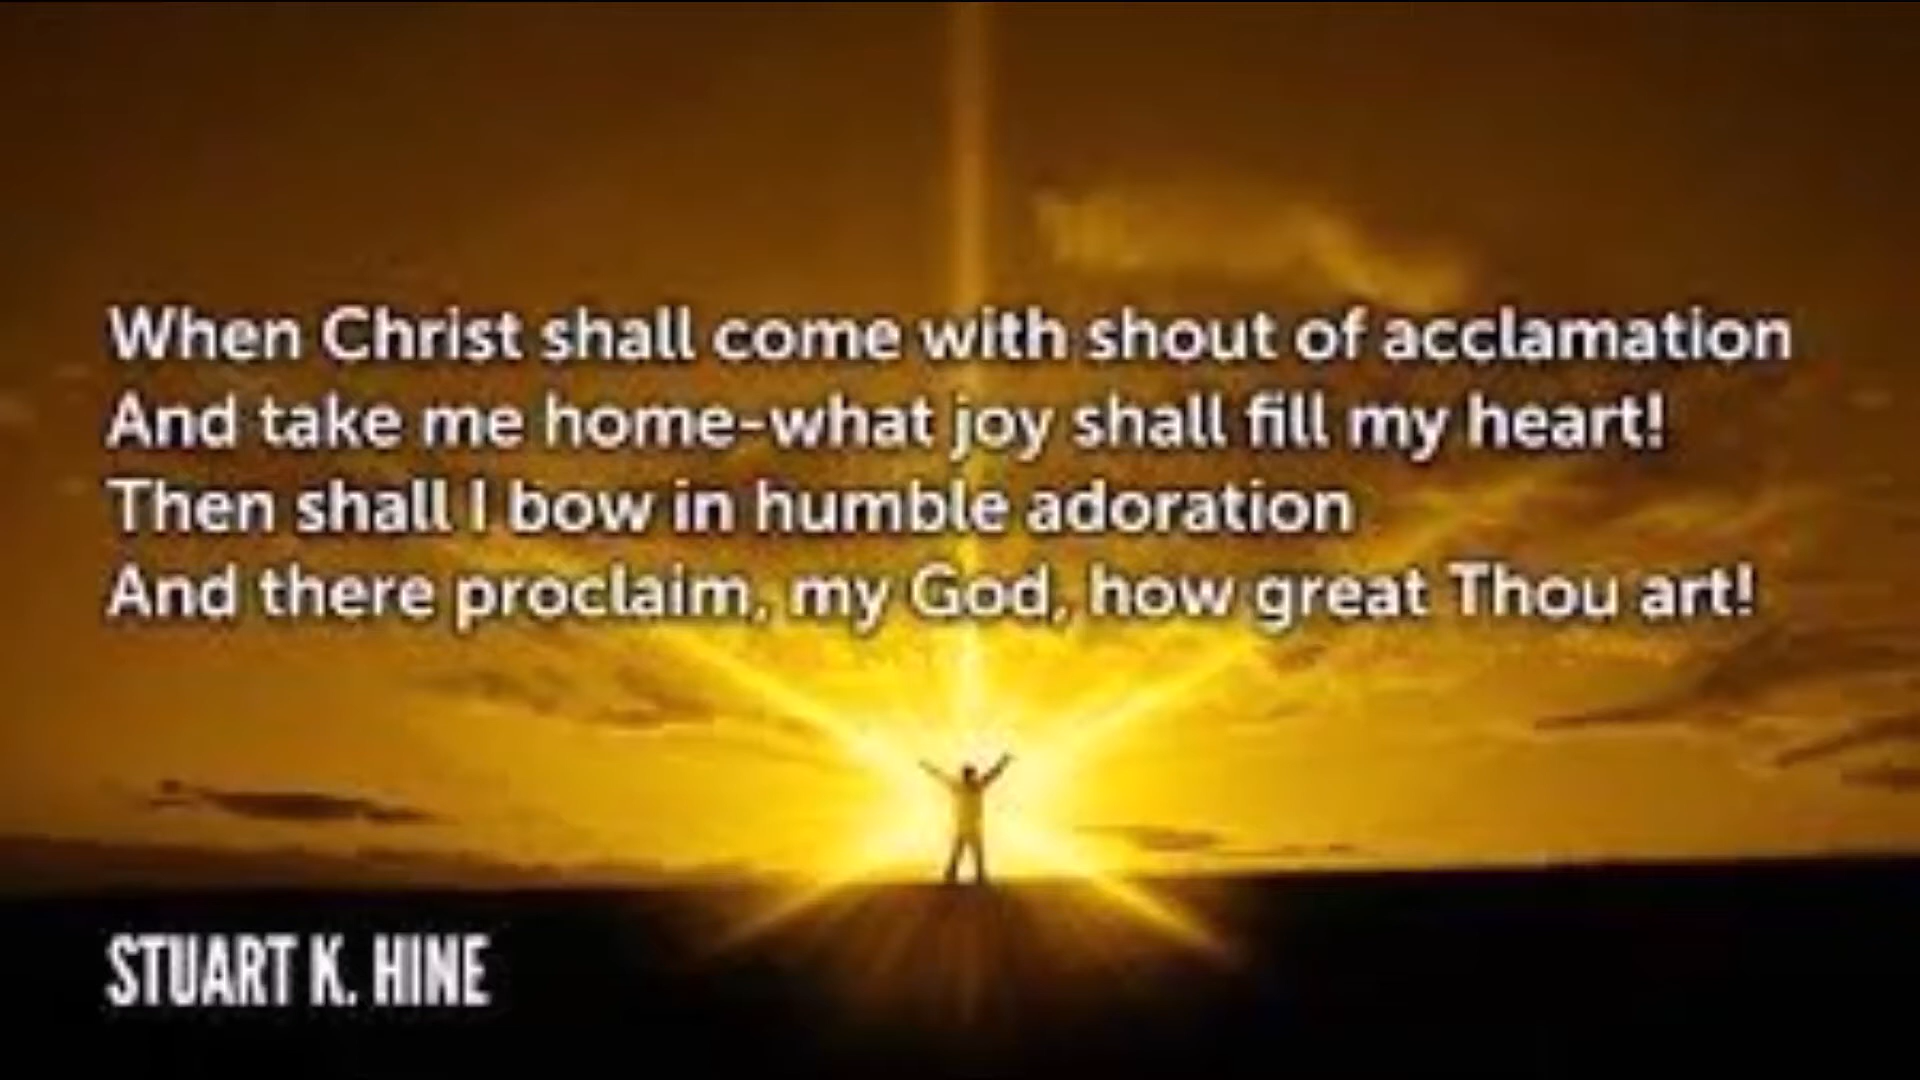 When Christ shall come with shout of acclamation
And take me home-what joy shall fill my heart!
Then shall I bow in humble adoration
And there proclaim, my God, how great Thou art!
STUART K. HINE